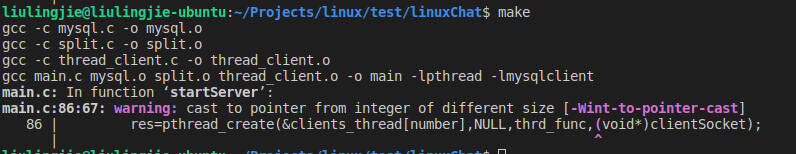 liulingjie@liulingjie-ubuntu:~/Projects/linux/test/linuxChat$ make
gcc -c mysql.c -o mysql.o
gcc -c split.c -o split.o
gcc -c thread_client.c -o thread_client.o
gcc main.c mysql.o split.o thread_client.o -o main -lpthread -lmysqlclient
main.c: In function ‘startServer’:
main.c:86:67: warning: cast to pointer from integer of different size [-Wint-to-pointer-cast]
86 | res=pthread_create(&clients_thread[number],NULL,thrd_func,(void*)clientSocket);
| ^
liulingjie@liulingjie-ubuntu:~/Projects/linux/test/linuxChat$